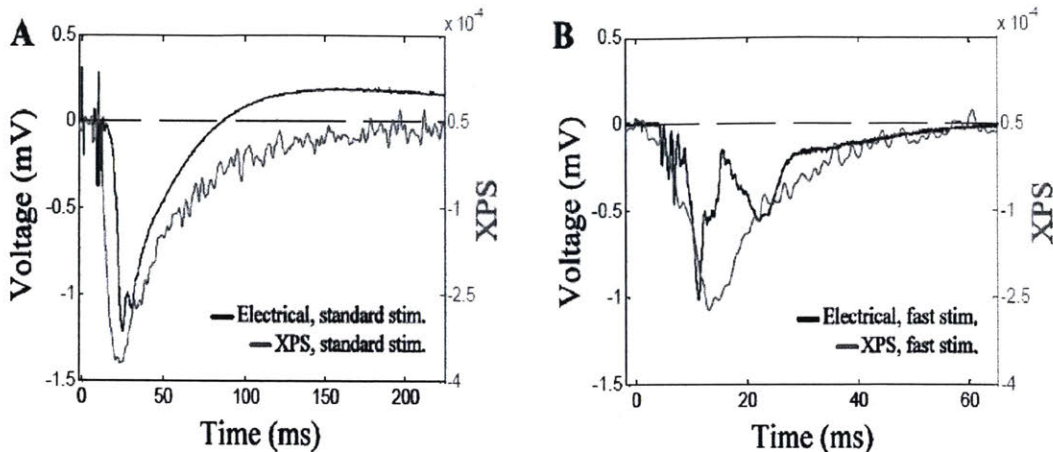 A
B
x 10⁻⁴
x 10⁻⁴
0.5
0
-0.5
-1
-1.5
Voltage (mV)
0.5
-1
-2.5
-4
XPS
Electrical, standard stim.
XPS, standard stim.
0
50
100
150
200
Time (ms)
0.5
0
-0.5
-1
-1.5
Voltage (mV)
0.5
-1
-2.5
-4
XPS
Electrical, fast stim.
XPS, fast stim.
0
20
40
60
Time (ms)